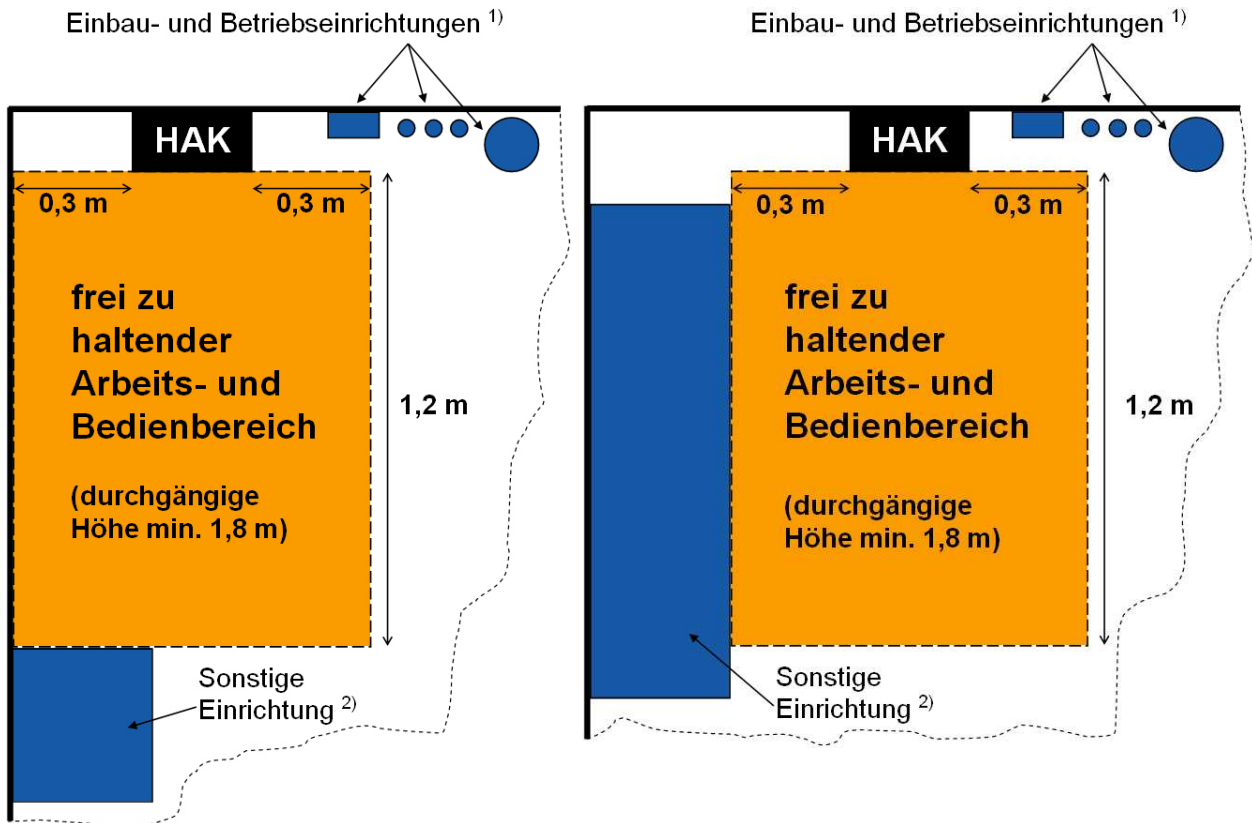 Einbau- und Betriebseinrichtungen 1)
HAK
0,3 m
0,3 m
frei zu
haltender
Arbeits- und
Bedienbereich
(durchgängige
Höhe min. 1,8 m)
1,2 m
Sonstige
Einrichtung 2)
Einbau- und Betriebseinrichtungen 1)
HAK
0,3 m
0,3 m
frei zu
haltender
Arbeits- und
Bedienbereich
(durchgängige
Höhe min. 1,8 m)
1,2 m
Sonstige
Einrichtung 2)